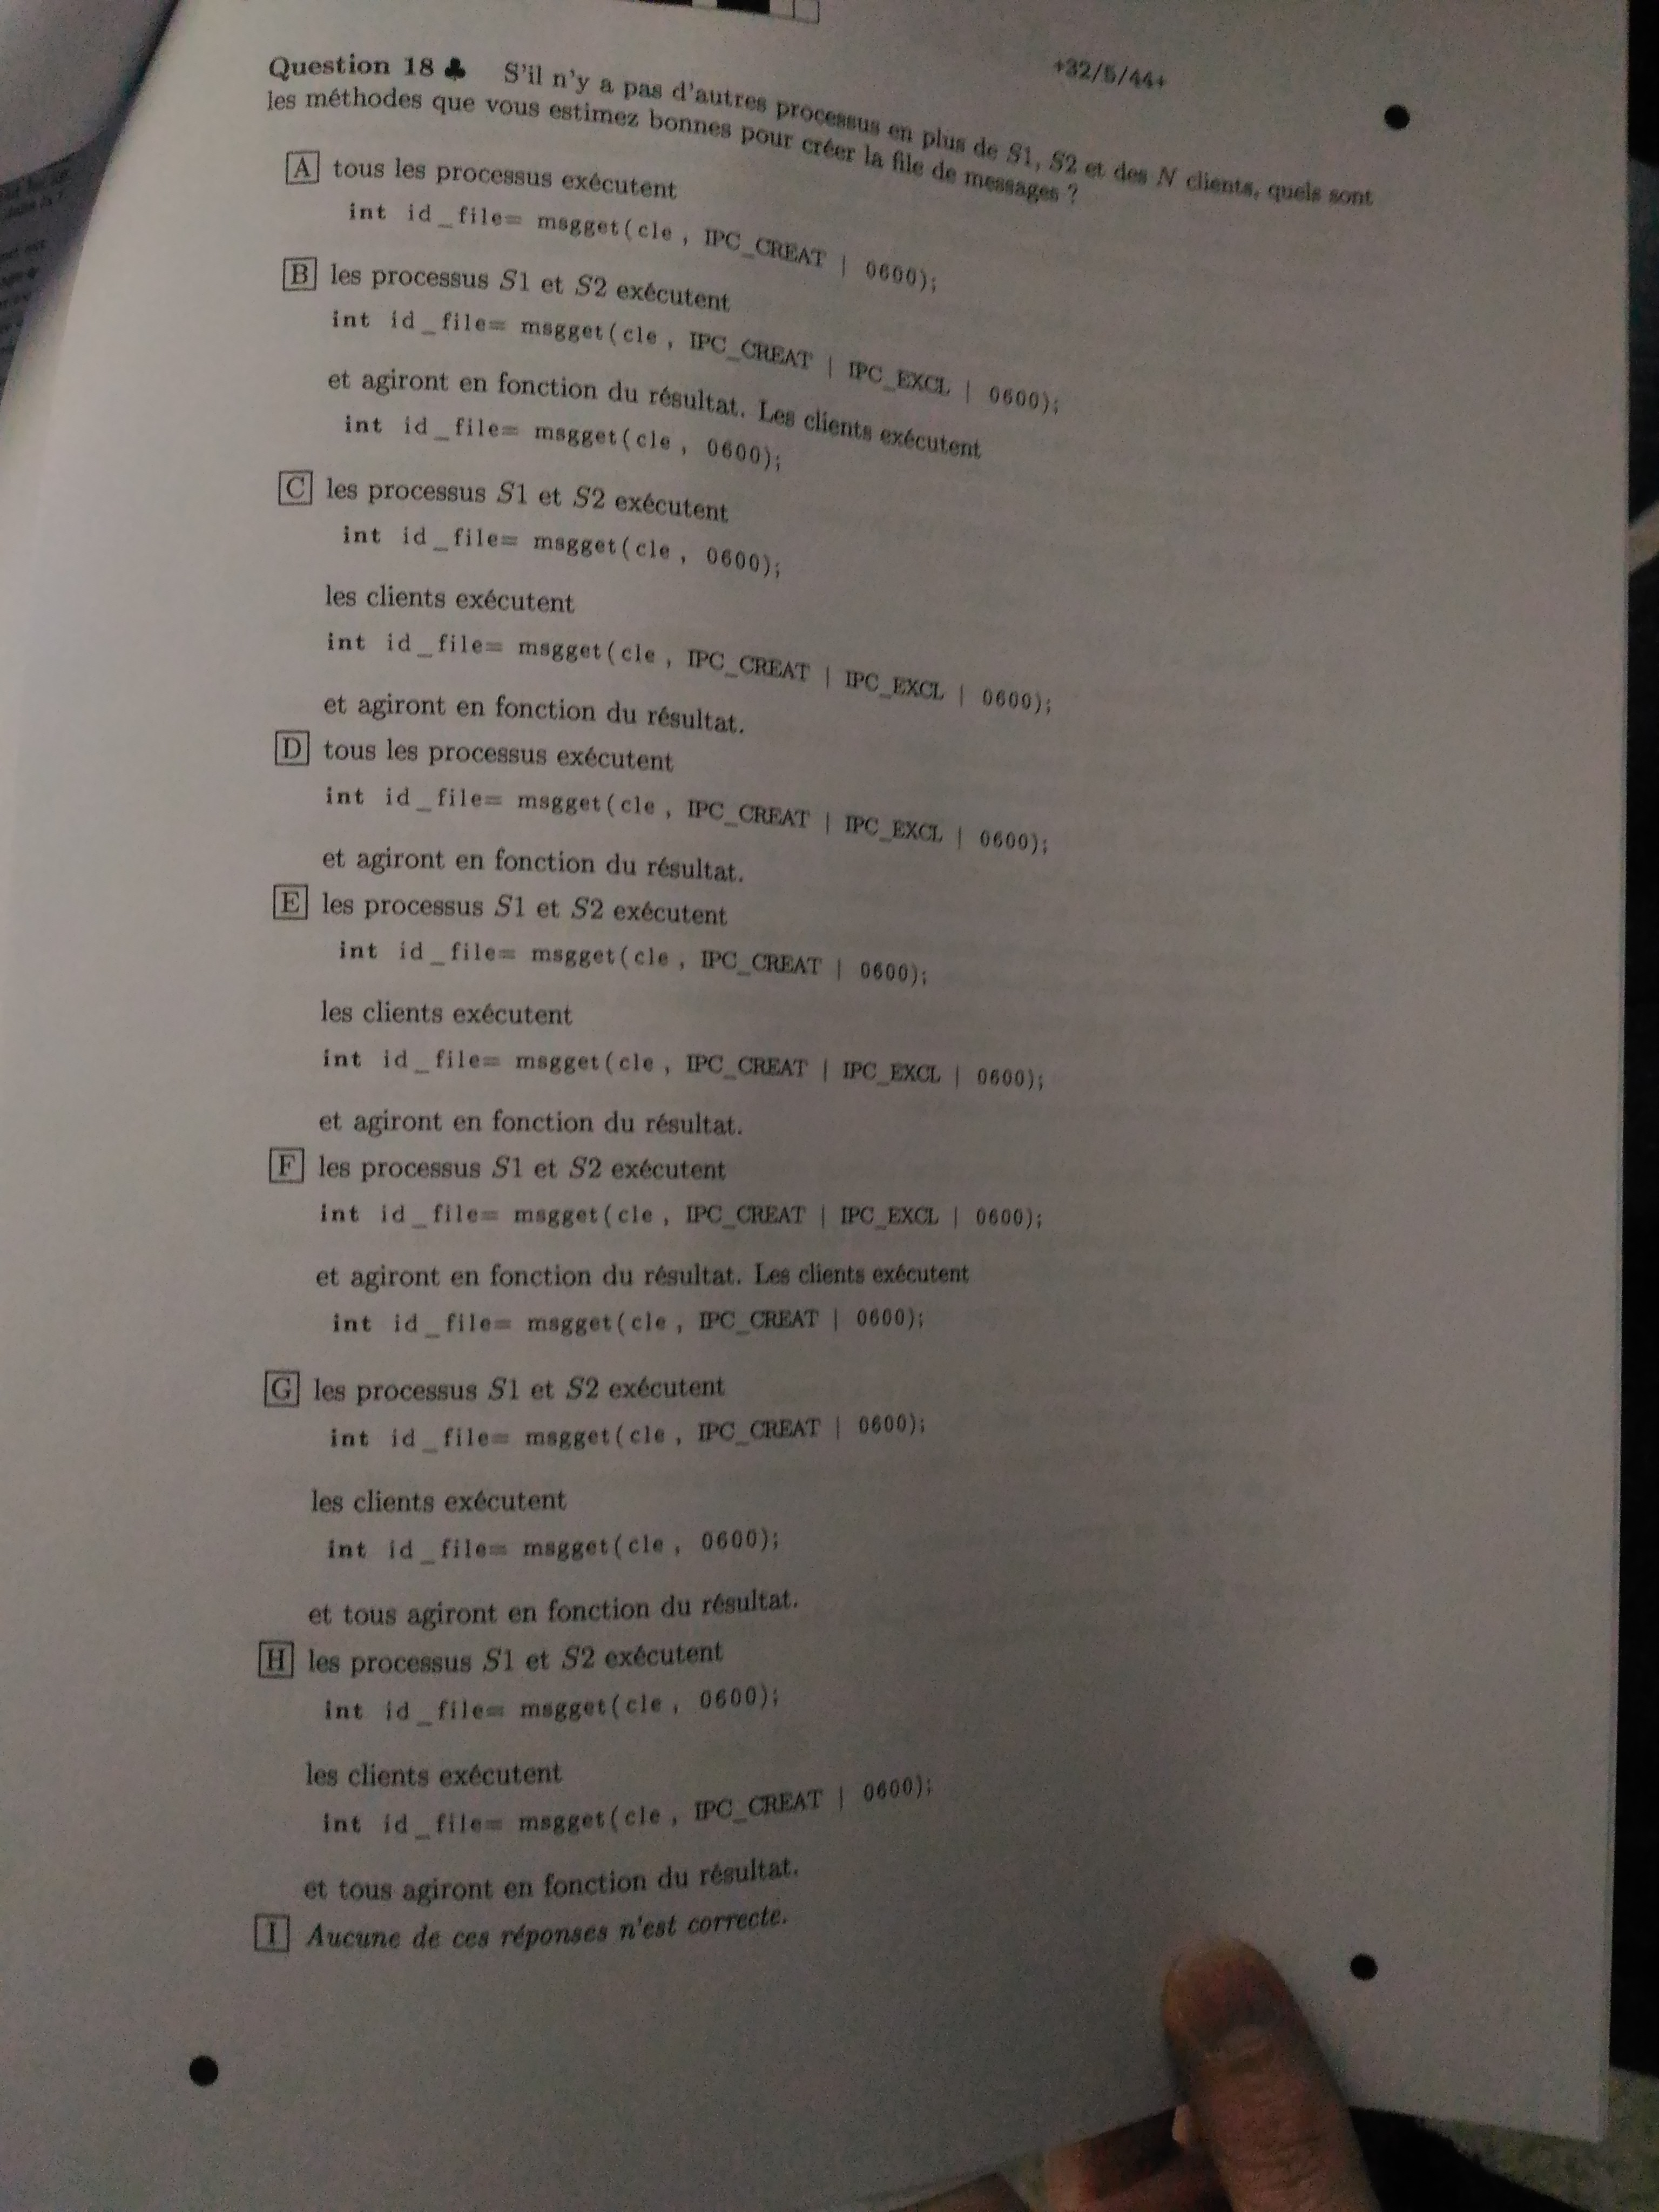 +32/5/44+
Question 18 ♣ S'il n'y a pas d'autres processus en plus de S1, S2 et des N clients, quels sont
les méthodes que vous estimez bonnes pour créer la file de messages ?
A tous les processus exécutent
int id_file= msgget(cle, IPC_CREAT | 0600);
B les processus S1 et S2 exécutent
int id_file= msgget(cle, IPC_CREAT | IPC_EXCL | 0600);
et agiront en fonction du résultat. Les clients exécutent
int id_file= msgget(cle, 0600);
C les processus S1 et S2 exécutent
int id_file= msgget(cle, 0600);
les clients exécutent
int id_file= msgget(cle, IPC_CREAT | IPC_EXCL | 0600);
et agiront en fonction du résultat.
D tous les processus exécutent
int id_file= msgget(cle, IPC_CREAT | IPC_EXCL | 0600);
et agiront en fonction du résultat.
E les processus S1 et S2 exécutent
int id_file= msgget(cle, IPC_CREAT | 0600);
les clients exécutent
int id_file= msgget(cle, IPC_CREAT | IPC_EXCL | 0600);
et agiront en fonction du résultat.
F les processus S1 et S2 exécutent
int id_file= msgget(cle, IPC_CREAT | IPC_EXCL | 0600);
et agiront en fonction du résultat. Les clients exécutent
int id_file= msgget(cle, IPC_CREAT | 0600);
G les processus S1 et S2 exécutent
int id_file= msgget(cle, IPC_CREAT | 0600);
les clients exécutent
int id_file= msgget(cle, 0600);
et tous agiront en fonction du résultat.
H les processus S1 et S2 exécutent
int id_file= msgget(cle, 0600);
les clients exécutent
int id_file= msgget(cle, IPC_CREAT | 0600);
et tous agiront en fonction du résultat.
I Aucune de ces réponses n'est correcte.